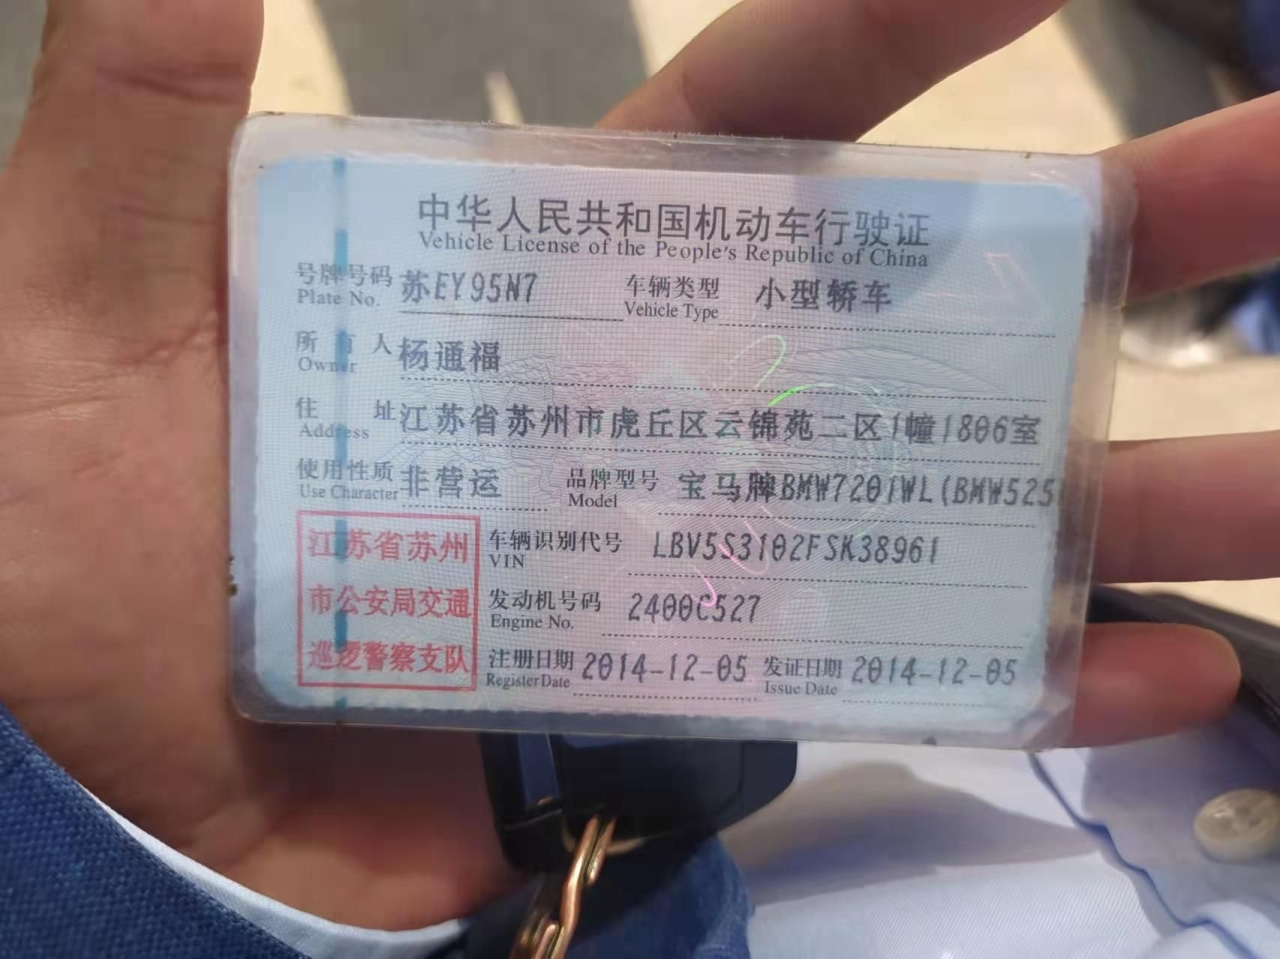 中华人民共和国机动车行驶证
Vehicle License of the People's Republic of China
号牌号码 苏EY95N7 车辆类型 小型轿车
Plate No. Vehicle Type
所有人 杨通福
Owner
住址 江苏省苏州市虎丘区云锦苑二区1幢1806室
Address
使用性质 非营运 品牌型号 宝马牌BMW7201WL(BMW525
Use Character Model
江苏省苏州
市公安局交通
巡逻警察支队
车辆识别代号 LBV5S3102FSK38961
VIN
发动机号码 2400C527
Engine No.
注册日期 2014-12-05 发证日期 2014-12-05
Register Date Issue Date